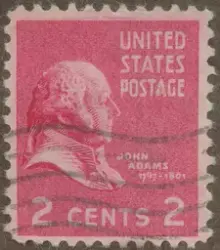 UNITED
STATES
POSTAGE
JOHN
ADAMS
1797-1801
2 CENTS 2